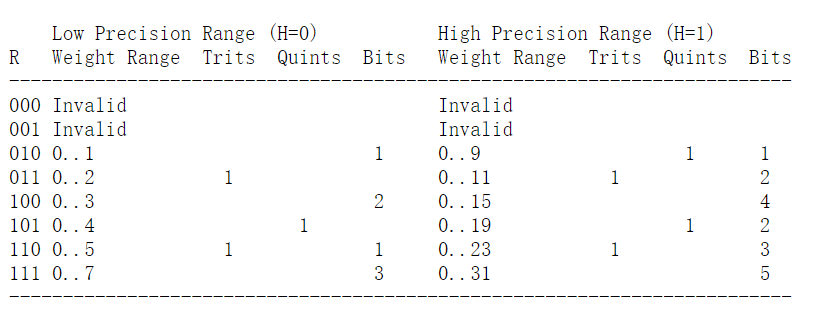 Low Precision Range (H=0) High Precision Range (H=1)
R Weight Range Trits Quints Bits Weight Range Trits Quints Bits
-------------------------------------------------------------------------
000 Invalid Invalid
001 Invalid Invalid
010 0..1 1 0..9 1 1
011 0..2 1 0..11 1 2
100 0..3 2 0..15 4
101 0..4 1 0..19 1 2
110 0..5 1 1 0..23 1 3
111 0..7 3 0..31 5
-------------------------------------------------------------------------